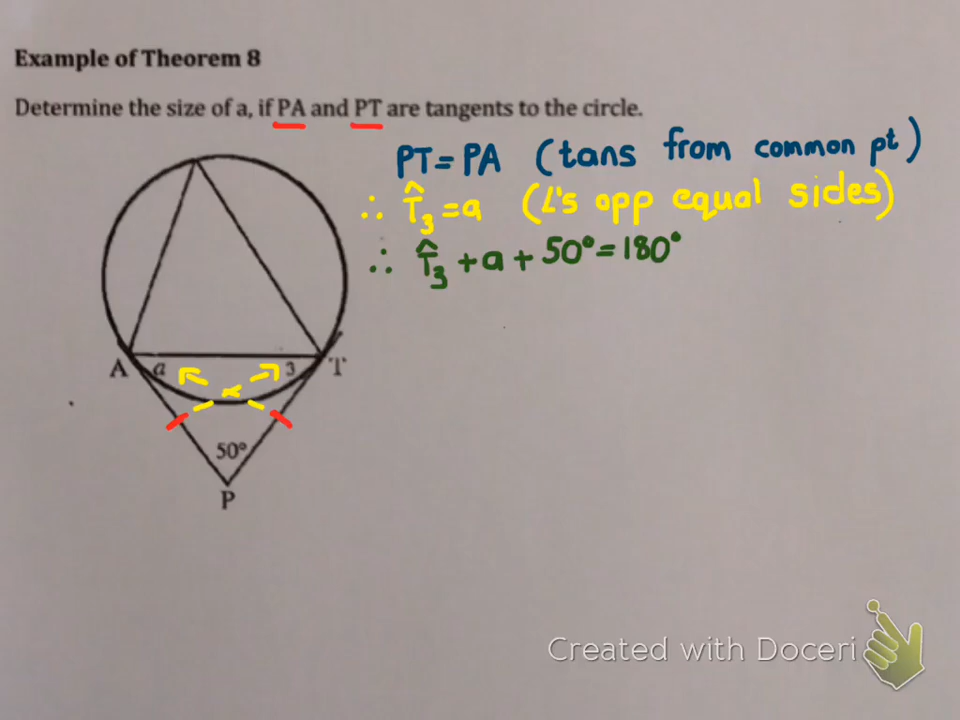 Example of Theorem 8
Determine the size of a, if PA and PT are tangents to the circle.
PT = PA (tans from common pt)
∴ T̂₃ = a (∠'s opp equal sides)
∴ T̂₃ + a + 50° = 180°
A a 3 T
50°
P
Created with Doceri